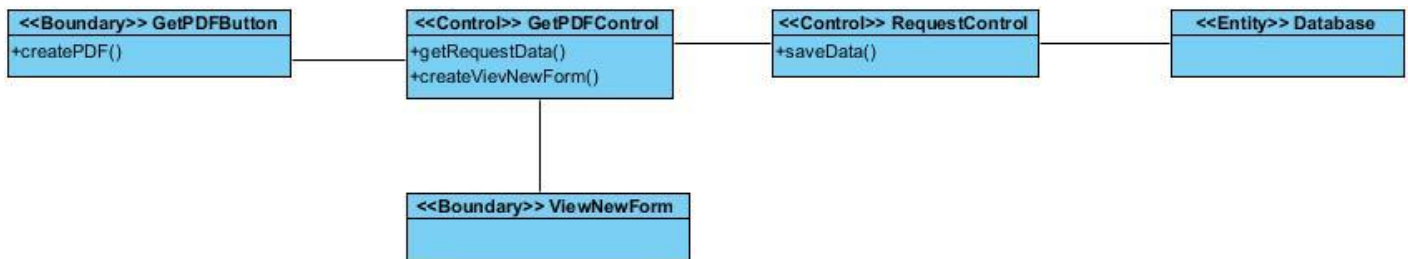 <<Boundary>> GetPDFButton
+createPDF()
<<Control>> GetPDFControl
+getRequestData()
+createVievNewForm()
<<Control>> RequestControl
+saveData()
<<Entity>> Database
<<Boundary>> ViewNewForm